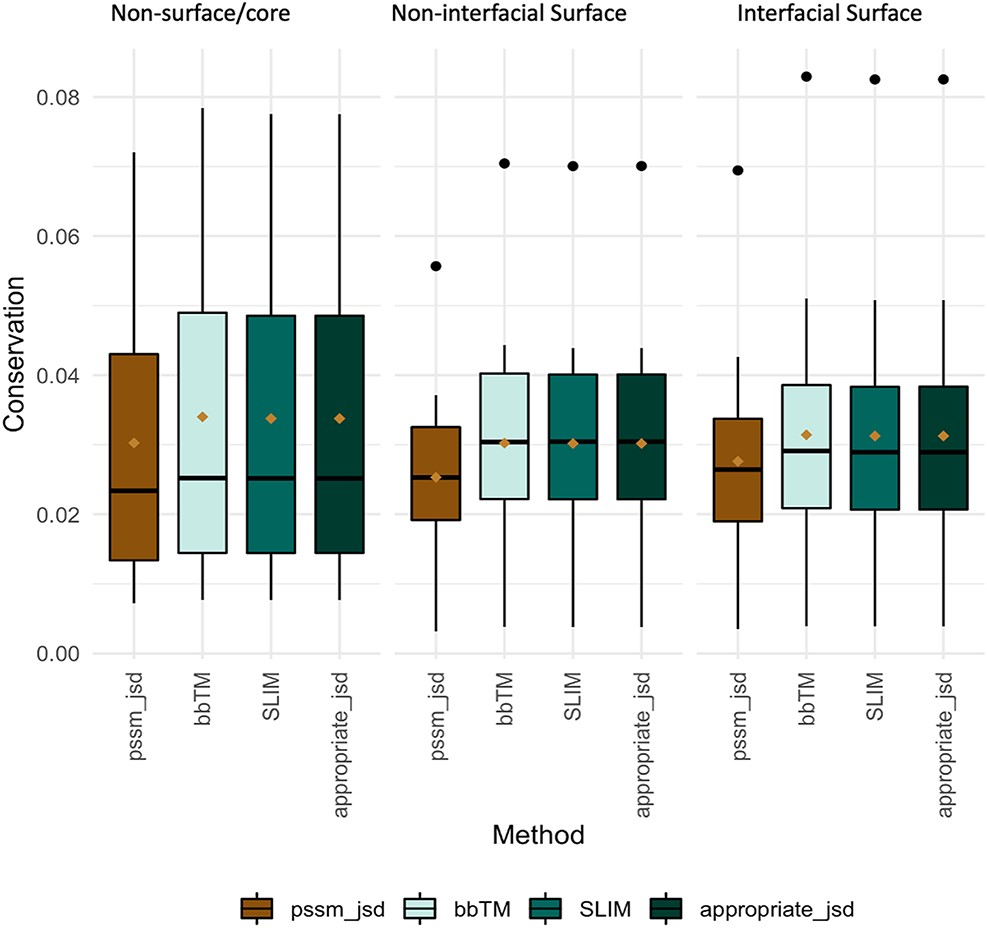 Non-surface/core
Non-interfacial Surface
Interfacial Surface
Conservation
0.08
0.06
0.04
0.02
0.00
pssm_jsd
bbTM
SLIM
appropriate_jsd
pssm_jsd
bbTM
SLIM
appropriate_jsd
pssm_jsd
bbTM
SLIM
appropriate_jsd
Method
pssm_jsd bbTM SLIM appropriate_jsd